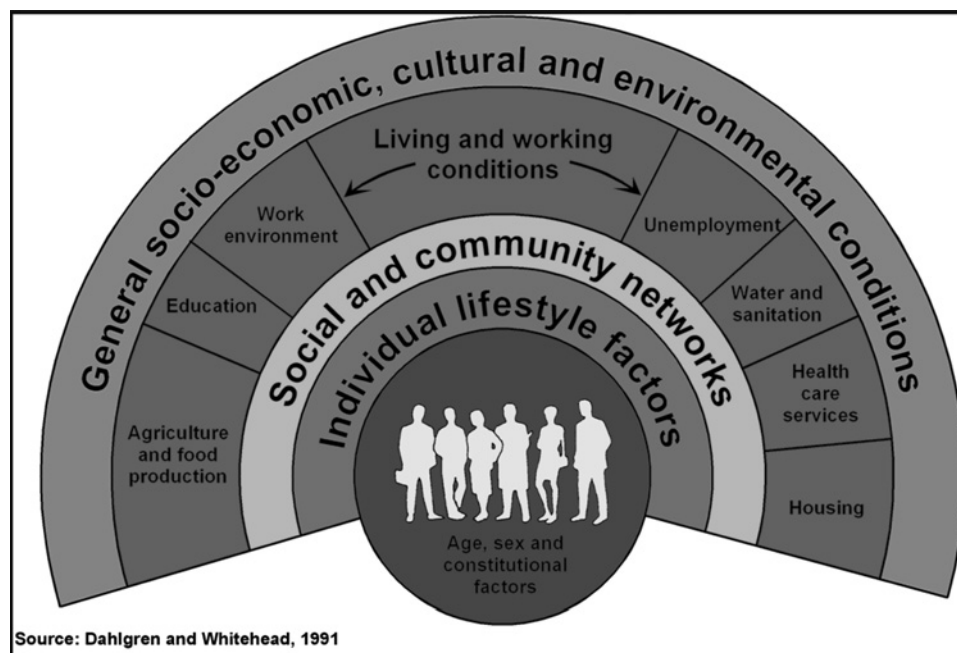 General socio-economic, cultural and environmental conditions
Living and working
conditions
Work
environment
Unemployment
Education
Water and
sanitation
Agriculture
and food
production
Health
care
services
Housing
Social and community networks
Individual lifestyle factors
Age, sex and
constitutional
factors
Source: Dahlgren and Whitehead, 1991